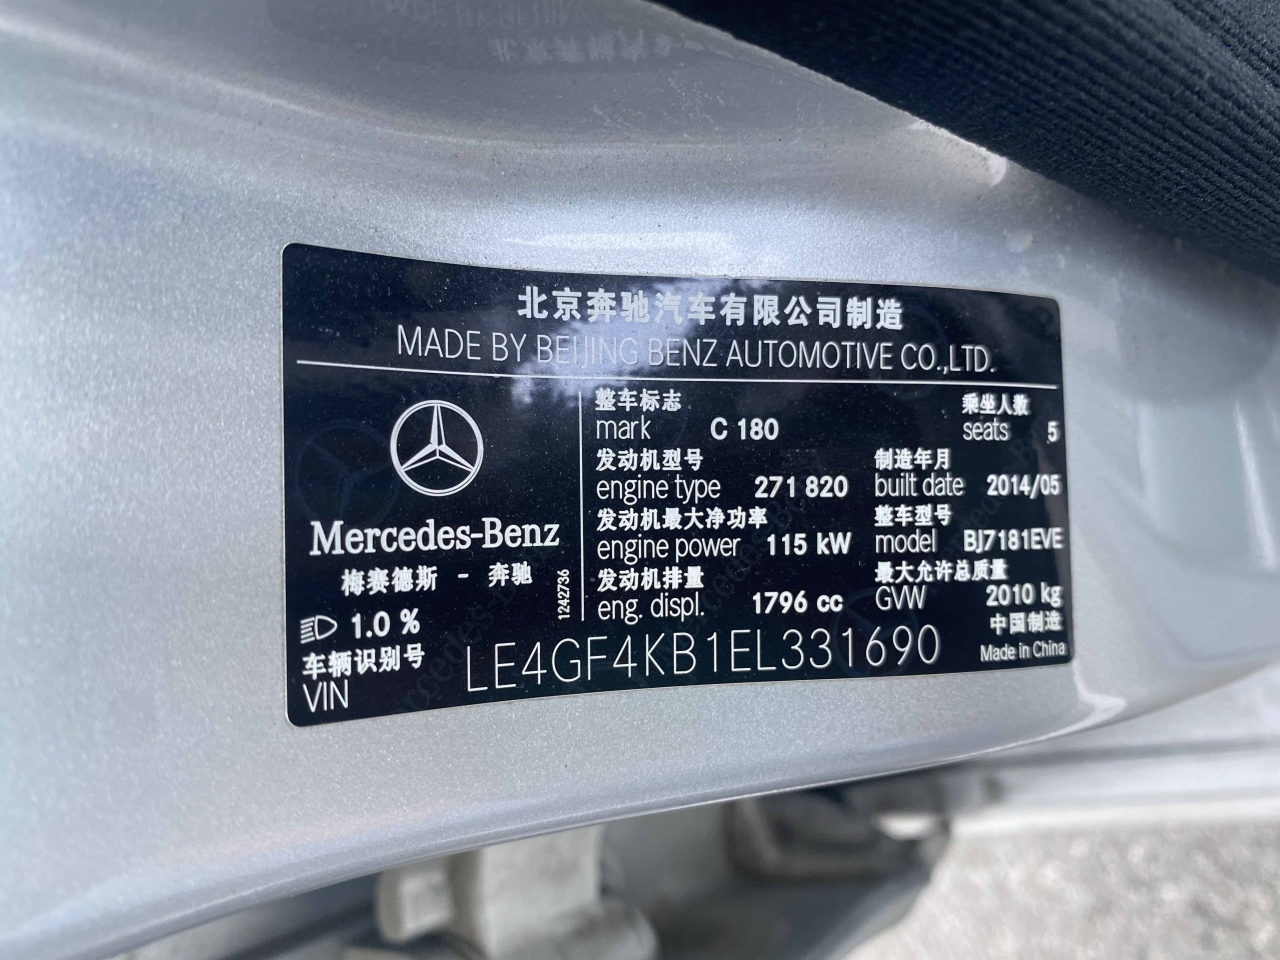 北京奔驰汽车有限公司制造
MADE BY BEIJING BENZ AUTOMOTIVE CO.,LTD.
Mercedes-Benz
梅赛德斯 - 奔驰
1.0 %
1242736
整车标志
mark C 180
乘坐人数
seats 5
发动机型号
engine type 271 820
制造年月
built date 2014/05
发动机最大净功率
engine power 115 kW
整车型号
model BJ7181EVE
发动机排量
eng. displ. 1796 cc
最大允许总质量
GVW 2010 kg
中国制造
Made in China
车辆识别号
VIN LE4GF4KB1EL331690